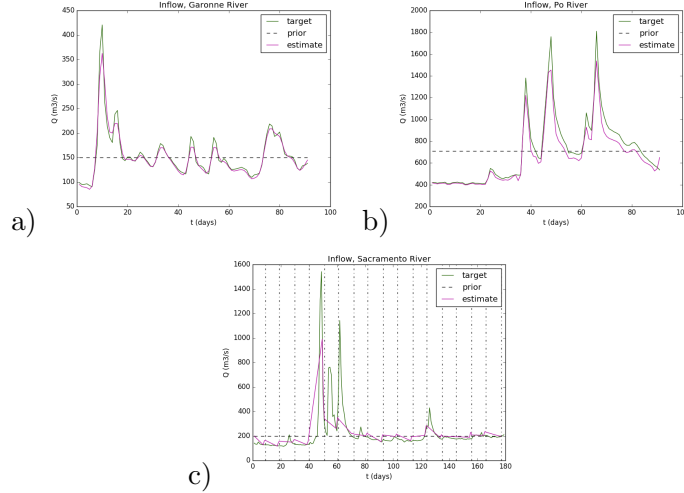 Inflow, Garonne River
450
400
350
300
250
200
150
100
50
Q (m3/s)
0
20
40
60
80
100
t (days)
target
prior
estimate
a)
Inflow, Po River
2000
1800
1600
1400
1200
1000
800
600
400
200
Q (m3/s)
0
20
40
60
80
100
t (days)
target
prior
estimate
b)
Inflow, Sacramento River
1600
1400
1200
1000
800
600
400
200
0
Q (m3/s)
0
20
40
60
80
100
120
140
160
180
t (days)
target
prior
estimate
c)